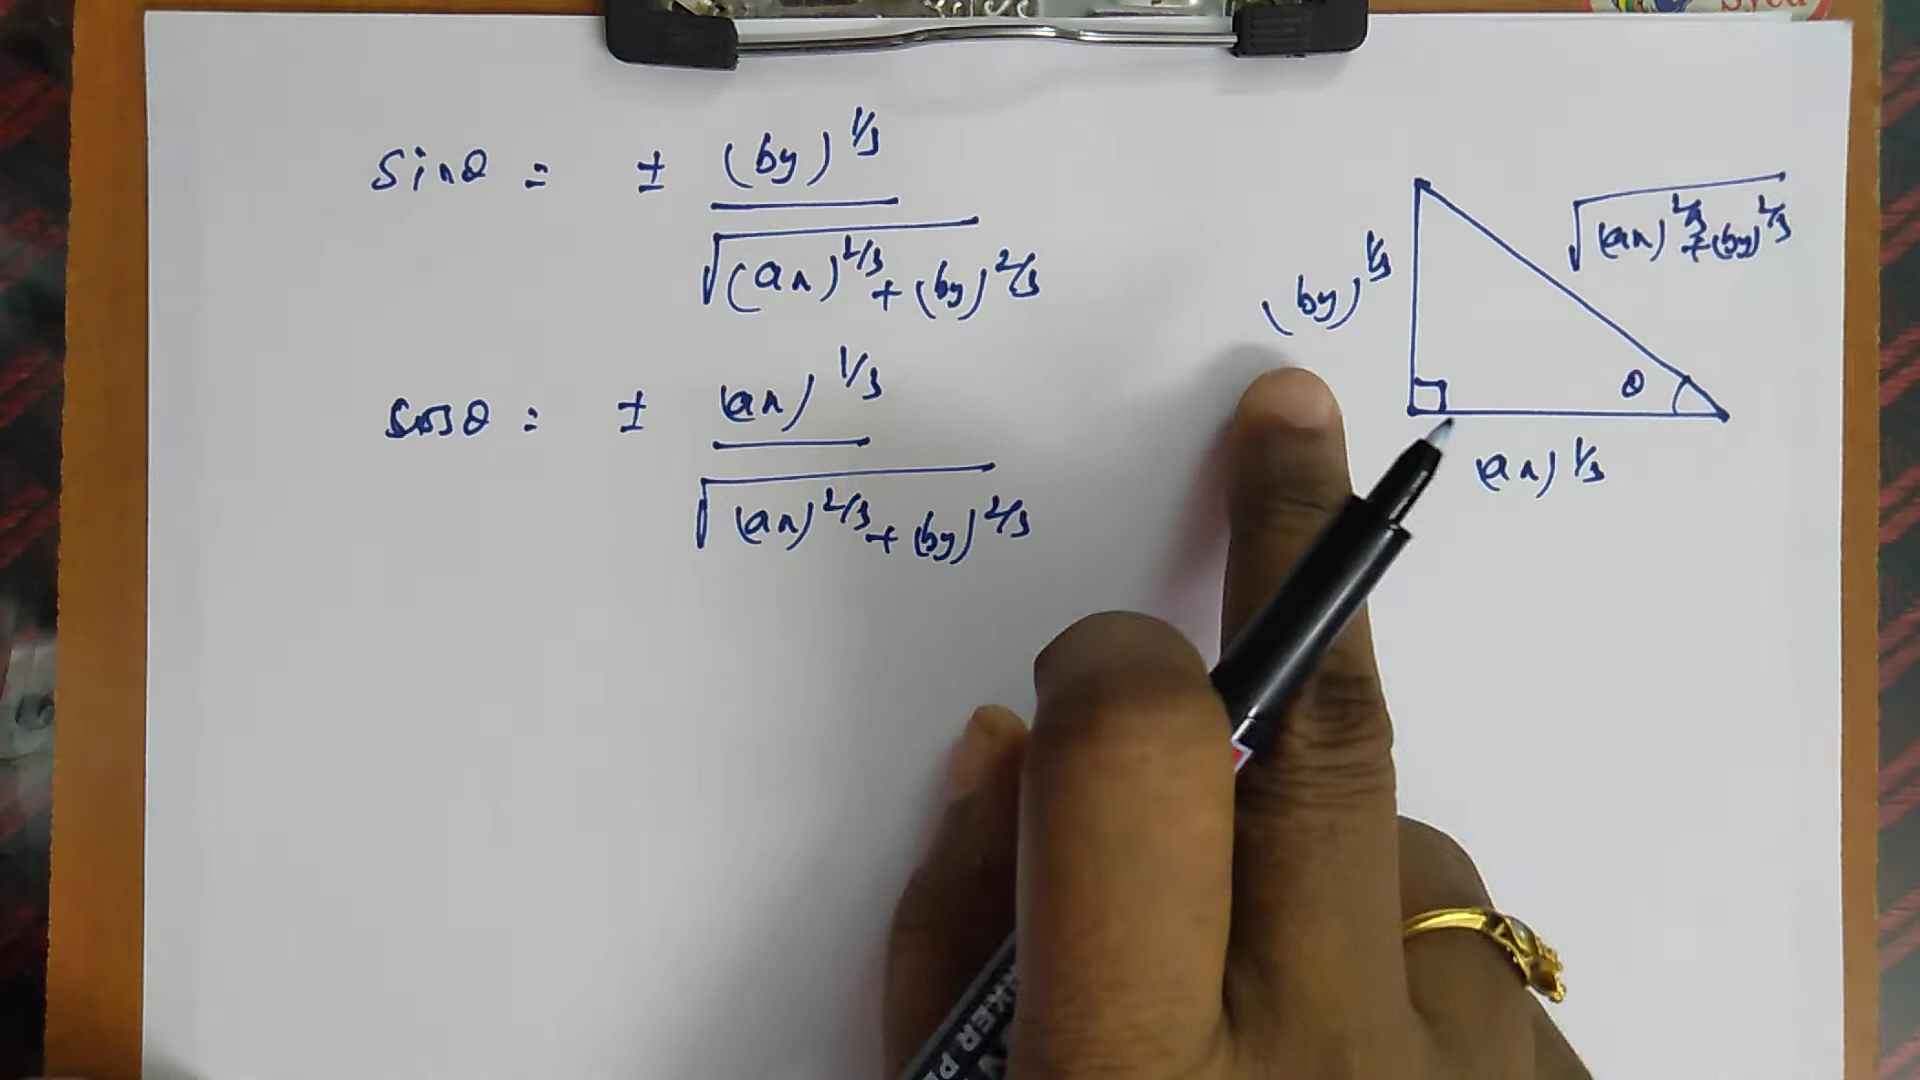 sinθ = ± (by)^1/3
√(ax)^2/3 + (by)^2/3
cosθ = ± (ax)^1/3
√(ax)^2/3 + (by)^2/3
√(ax)^2/3 + (by)^2/3
(by)^1/3
θ
(ax)^1/3